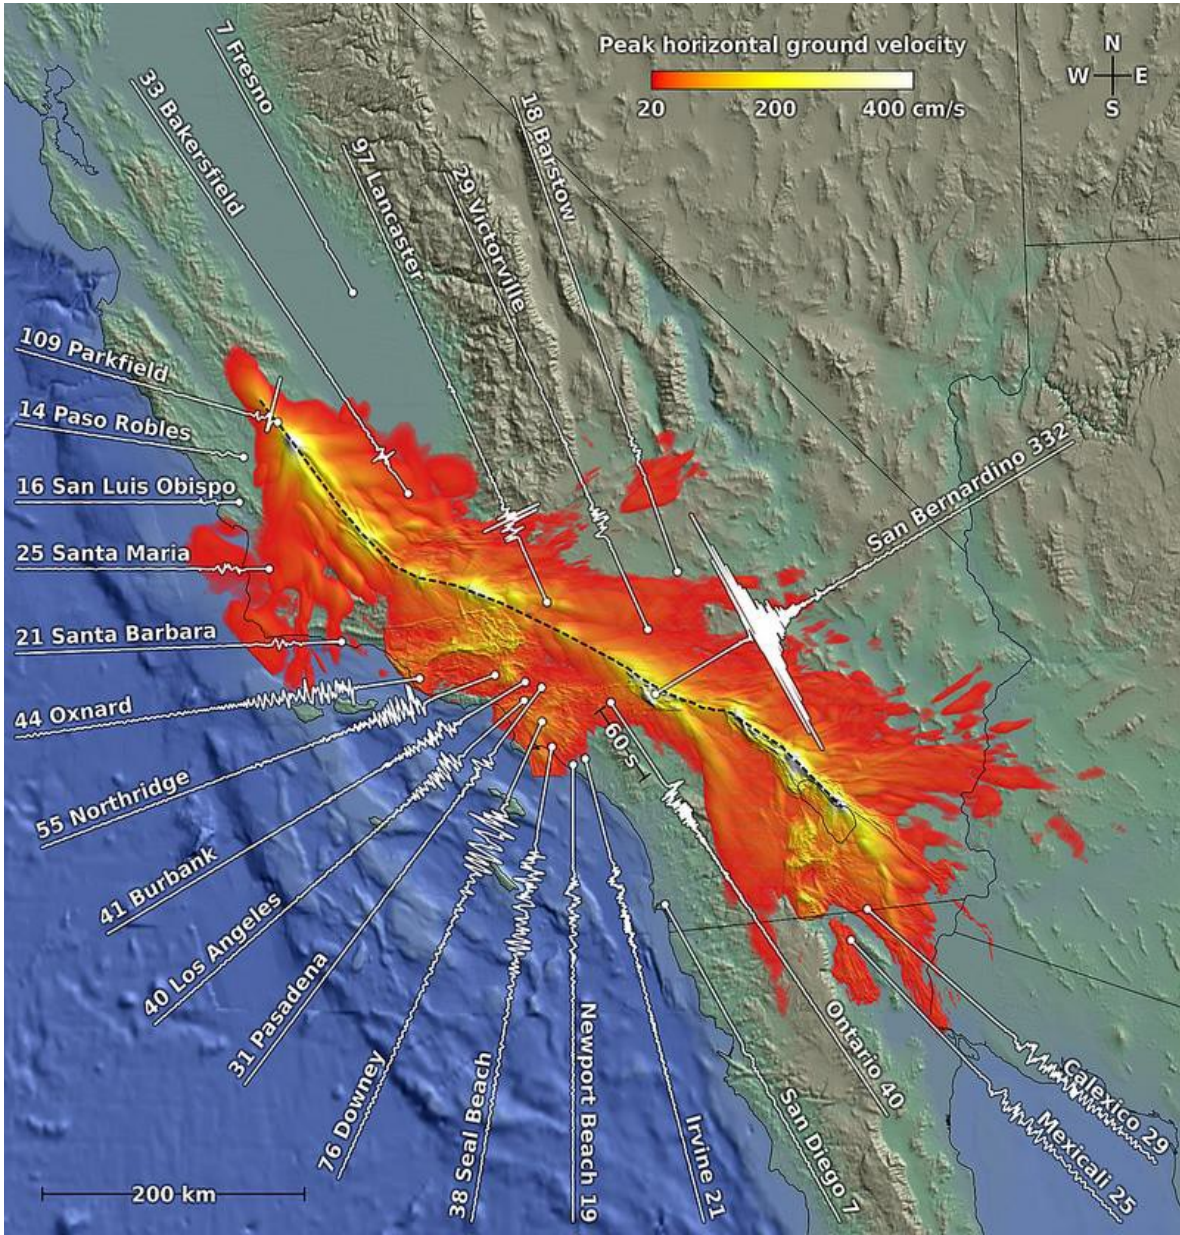 Peak horizontal ground velocity
20 200 400 cm/s
N
W E
S
7 Fresno
33 Bakersfield
97 Lancaster
29 Victorville
18 Barstow
109 Parkfield
14 Paso Robles
16 San Luis Obispo
25 Santa Maria
21 Santa Barbara
44 Oxnard
55 Northridge
41 Burbank
40 Los Angeles
31 Pasadena
76 Downey
38 Seal Beach
Newport Beach 19
Irvine 21
San Diego 7
Ontario 40
Mexicali 25
Calexico 29
San Bernardino 332
60 s
200 km